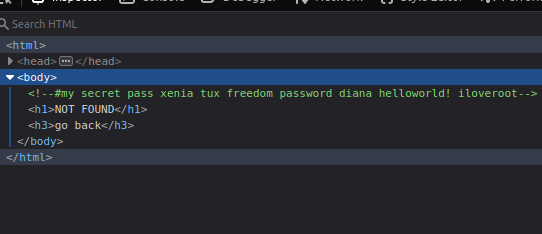 Search HTML
<html>
<head> ••• </head>
<body>
<!--#my secret pass xenia tux freedom password diana helloworld! iloveroot-->
<h1>NOT FOUND</h1>
<h3>go back</h3>
</body>
</html>